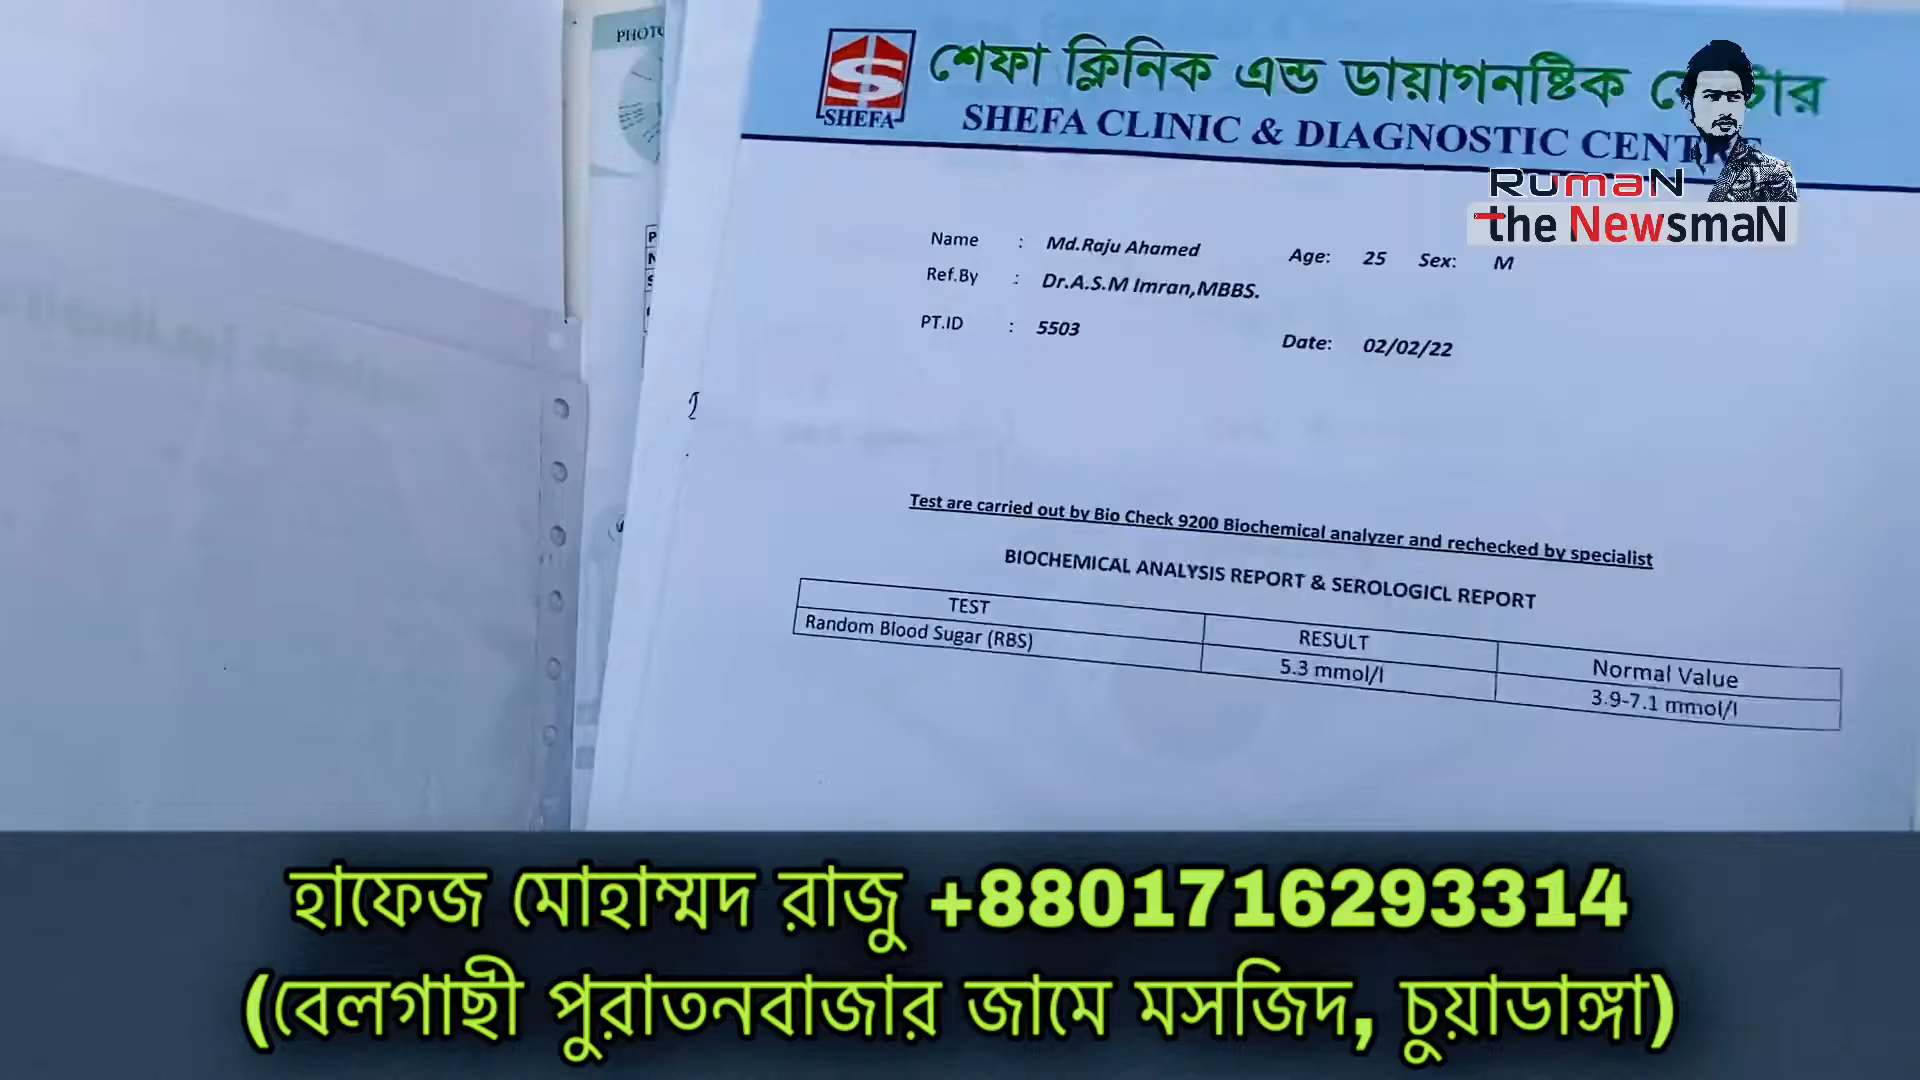 PHOTO
শেফা ক্লিনিক এন্ড ডায়াগনষ্টিক
SHEFA
SHEFA CLINIC & DIAGNOSTIC CENTRE
RumaN
the NewsmaN
Name : Md.Raju Ahamed Age: 25 Sex: M
Ref.By : Dr.A.S.M Imran,MBBS.
PT.ID : 5503 Date: 02/02/22
Test are carried out by Bio Check 9200 Biochemical analyzer and rechecked by specialist
BIOCHEMICAL ANALYSIS REPORT & SEROLOGICL REPORT
TEST RESULT Normal Value
Random Blood Sugar (RBS) 5.3 mmol/l 3.9-7.1 mmol/l
হাফেজ মোহাম্মদ রাজু +8801716293314
(বেলগাছী পুরাতনবাজার জামে মসজিদ, চুয়াডাঙ্গা)